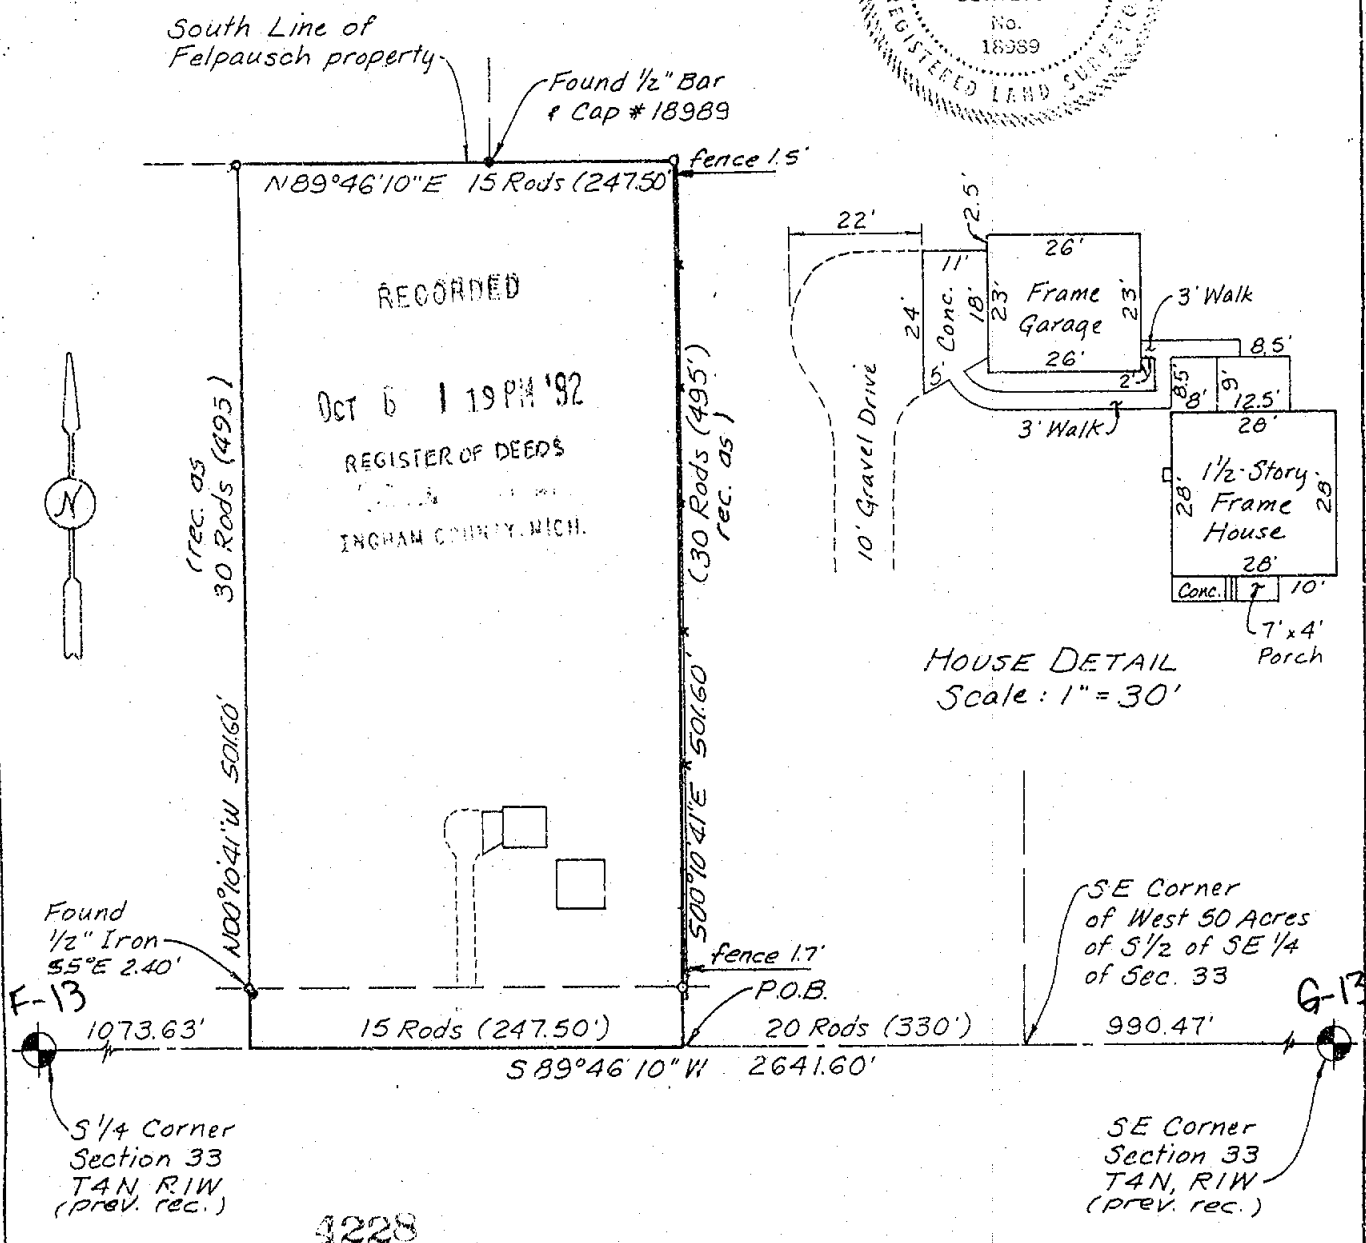 No.
18989
REGISTERED LAND SURVEYO
South Line of
Felpausch property
Found 1/2" Bar
& Cap # 18989
fence 1.5'
N89°46'10"E 15 Rods (247.50'
RECORDED
OCT 6 1 19 PM '92
REGISTER OF DEEDS
INGHAM COUNTY, MICH.
(rec. as
30 Rods (495')
N00°10'41"W 501.60'
(30 Rods (495')
rec. as)
S00°10'41"E 501.60'
N
22'
2.5'
26'
11'
Frame
Garage
23'
23'
18'
Conc.
24'
26'
5'
2'
3' Walk
8.5'
8.5'
8'
9'
12.5'
3' Walk
10' Gravel Drive
28'
1 1/2-Story
Frame
House
28'
28'
28'
Conc.
10'
7'x4'
Porch
HOUSE DETAIL
Scale: 1" = 30'
Found
1/2" Iron
S5°E 2.40'
fence 1.7'
P.O.B.
SE Corner
of West 50 Acres
of S 1/2 of SE 1/4
of Sec. 33
F-13
G-13
1073.63'
15 Rods (247.50')
20 Rods (330')
990.47'
S89°46'10"W 2641.60'
S 1/4 Corner
Section 33
T4N, R1W
(prev. rec.)
SE Corner
Section 33
T4N, R1W
(prev. rec.)
4228